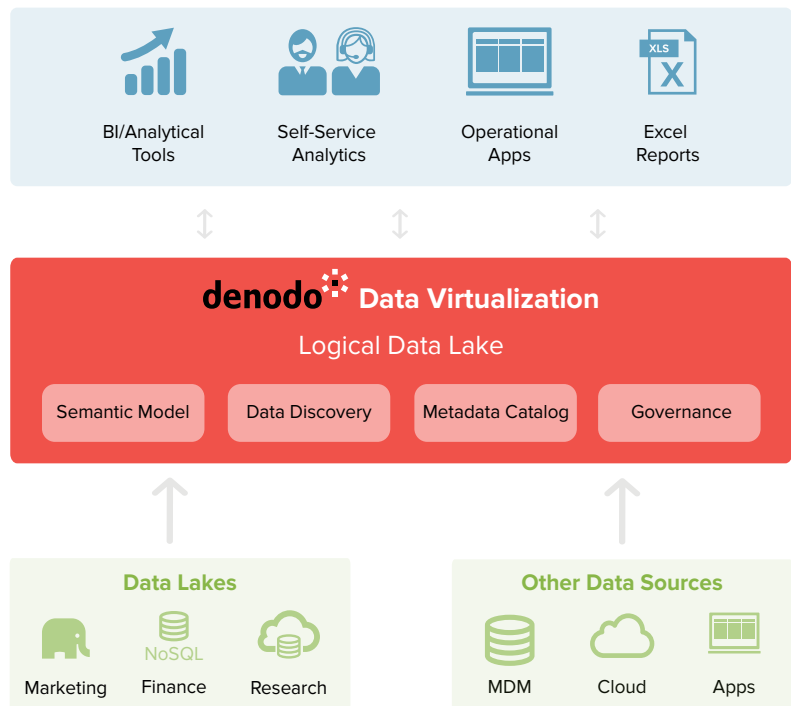 XLS
X
BI/Analytical
Tools
Self-Service
Analytics
Operational
Apps
Excel
Reports
denodo Data Virtualization
Logical Data Lake
Semantic Model
Data Discovery
Metadata Catalog
Governance
Data Lakes
NoSQL
Marketing
Finance
Research
Other Data Sources
MDM
Cloud
Apps